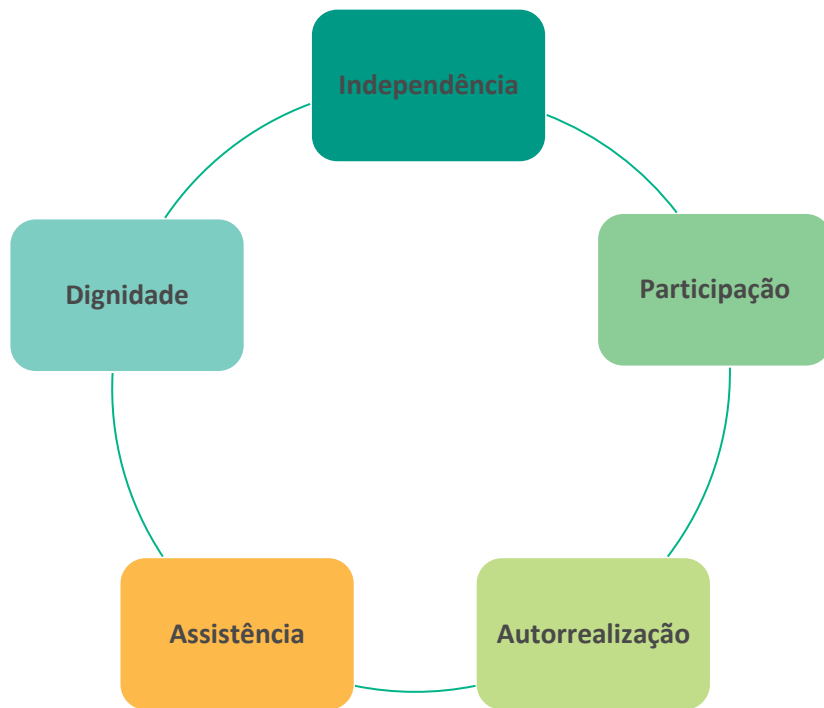 Independência
Participação
Autorrealização
Assistência
Dignidade